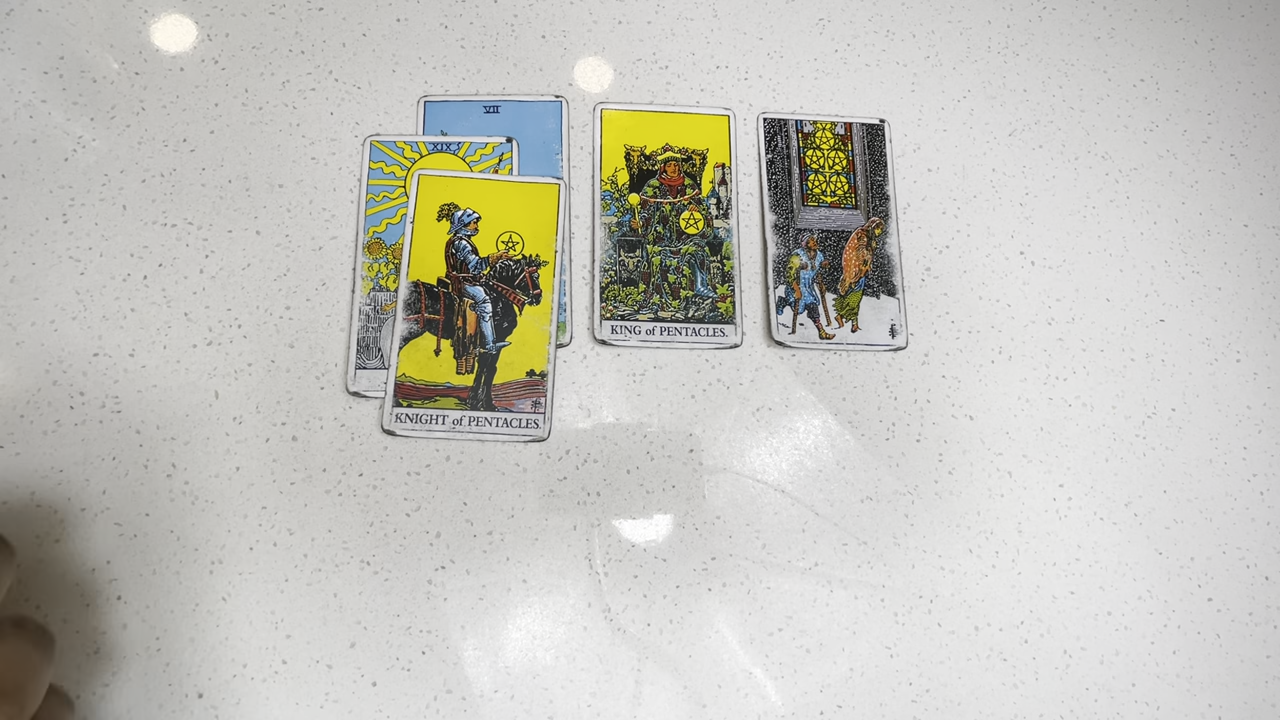 VII
XIX
KNIGHT of PENTACLES.
KING of PENTACLES.